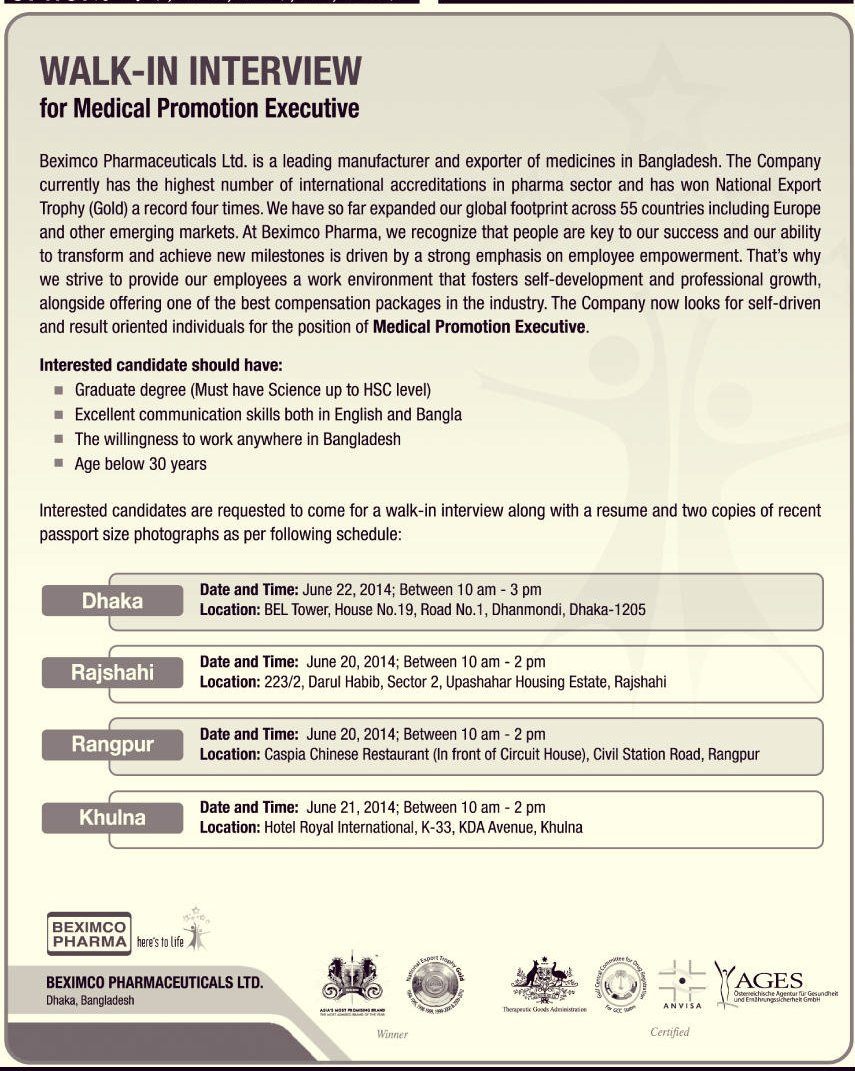 WALK-IN INTERVIEW
for Medical Promotion Executive
Beximco Pharmaceuticals Ltd. is a leading manufacturer and exporter of medicines in Bangladesh. The Company
currently has the highest number of international accreditations in pharma sector and has won National Export
Trophy (Gold) a record four times. We have so far expanded our global footprint across 55 countries including Europe
and other emerging markets. At Beximco Pharma, we recognize that people are key to our success and our ability
to transform and achieve new milestones is driven by a strong emphasis on employee empowerment. That's why
we strive to provide our employees a work environment that fosters self-development and professional growth,
alongside offering one of the best compensation packages in the industry. The Company now looks for self-driven
and result oriented individuals for the position of Medical Promotion Executive.
Interested candidate should have:
Graduate degree (Must have Science up to HSC level)
Excellent communication skills both in English and Bangla
The willingness to work anywhere in Bangladesh
Age below 30 years
Interested candidates are requested to come for a walk-in interview along with a resume and two copies of recent
passport size photographs as per following schedule:
Dhaka
Date and Time: June 22, 2014; Between 10 am - 3 pm
Location: BEL Tower, House No.19, Road No.1, Dhanmondi, Dhaka-1205
Rajshahi
Date and Time: June 20, 2014; Between 10 am - 2 pm
Location: 223/2, Darul Habib, Sector 2, Upashahar Housing Estate, Rajshahi
Rangpur
Date and Time: June 20, 2014; Between 10 am - 2 pm
Location: Caspia Chinese Restaurant (In front of Circuit House), Civil Station Road, Rangpur
Khulna
Date and Time: June 21, 2014; Between 10 am - 2 pm
Location: Hotel Royal International, K-33, KDA Avenue, Khulna
BEXIMCO
PHARMA
here's to life
BEXIMCO PHARMACEUTICALS LTD.
Dhaka, Bangladesh
ASIA'S MOST PROMISING BRAND
National Export Trophy Gold
Winner
Therapeutic Goods Administration
Gulf Central Committee for Drug Registration
For GCC States
ANVISA
AGES
Österreichische Agentur für Gesundheit
und Ernährungssicherheit GmbH
Certified